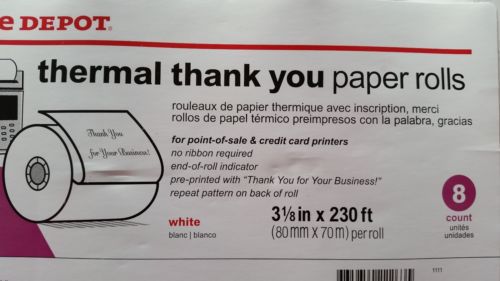 e DEPOT.
thermal thank you paper rolls
rouleaux de papier thermique avec inscription, merci
rollos de papel térmico preimpresos con la palabra, gracias
Thank You
for Your Business!
for point-of-sale & credit card printers
no ribbon required
end-of-roll indicator
pre-printed with "Thank You for Your Business!"
repeat pattern on back of roll
8
count
unités
unidades
white
blanc | blanco
3⅛ in x 230 ft
(80mm x 70m) per roll
1111